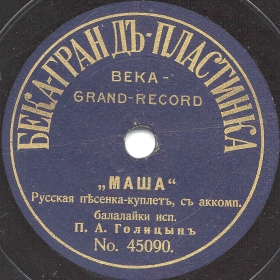 БЕКА-ГРАНДЪ-ПЛАСТИНКА
BEKA-
GRAND-RECORD
„МАША“
Русская пѣсенка-куплетъ, съ аккомп.
балалайки исп.
П. А. Голицынъ
No. 45090.